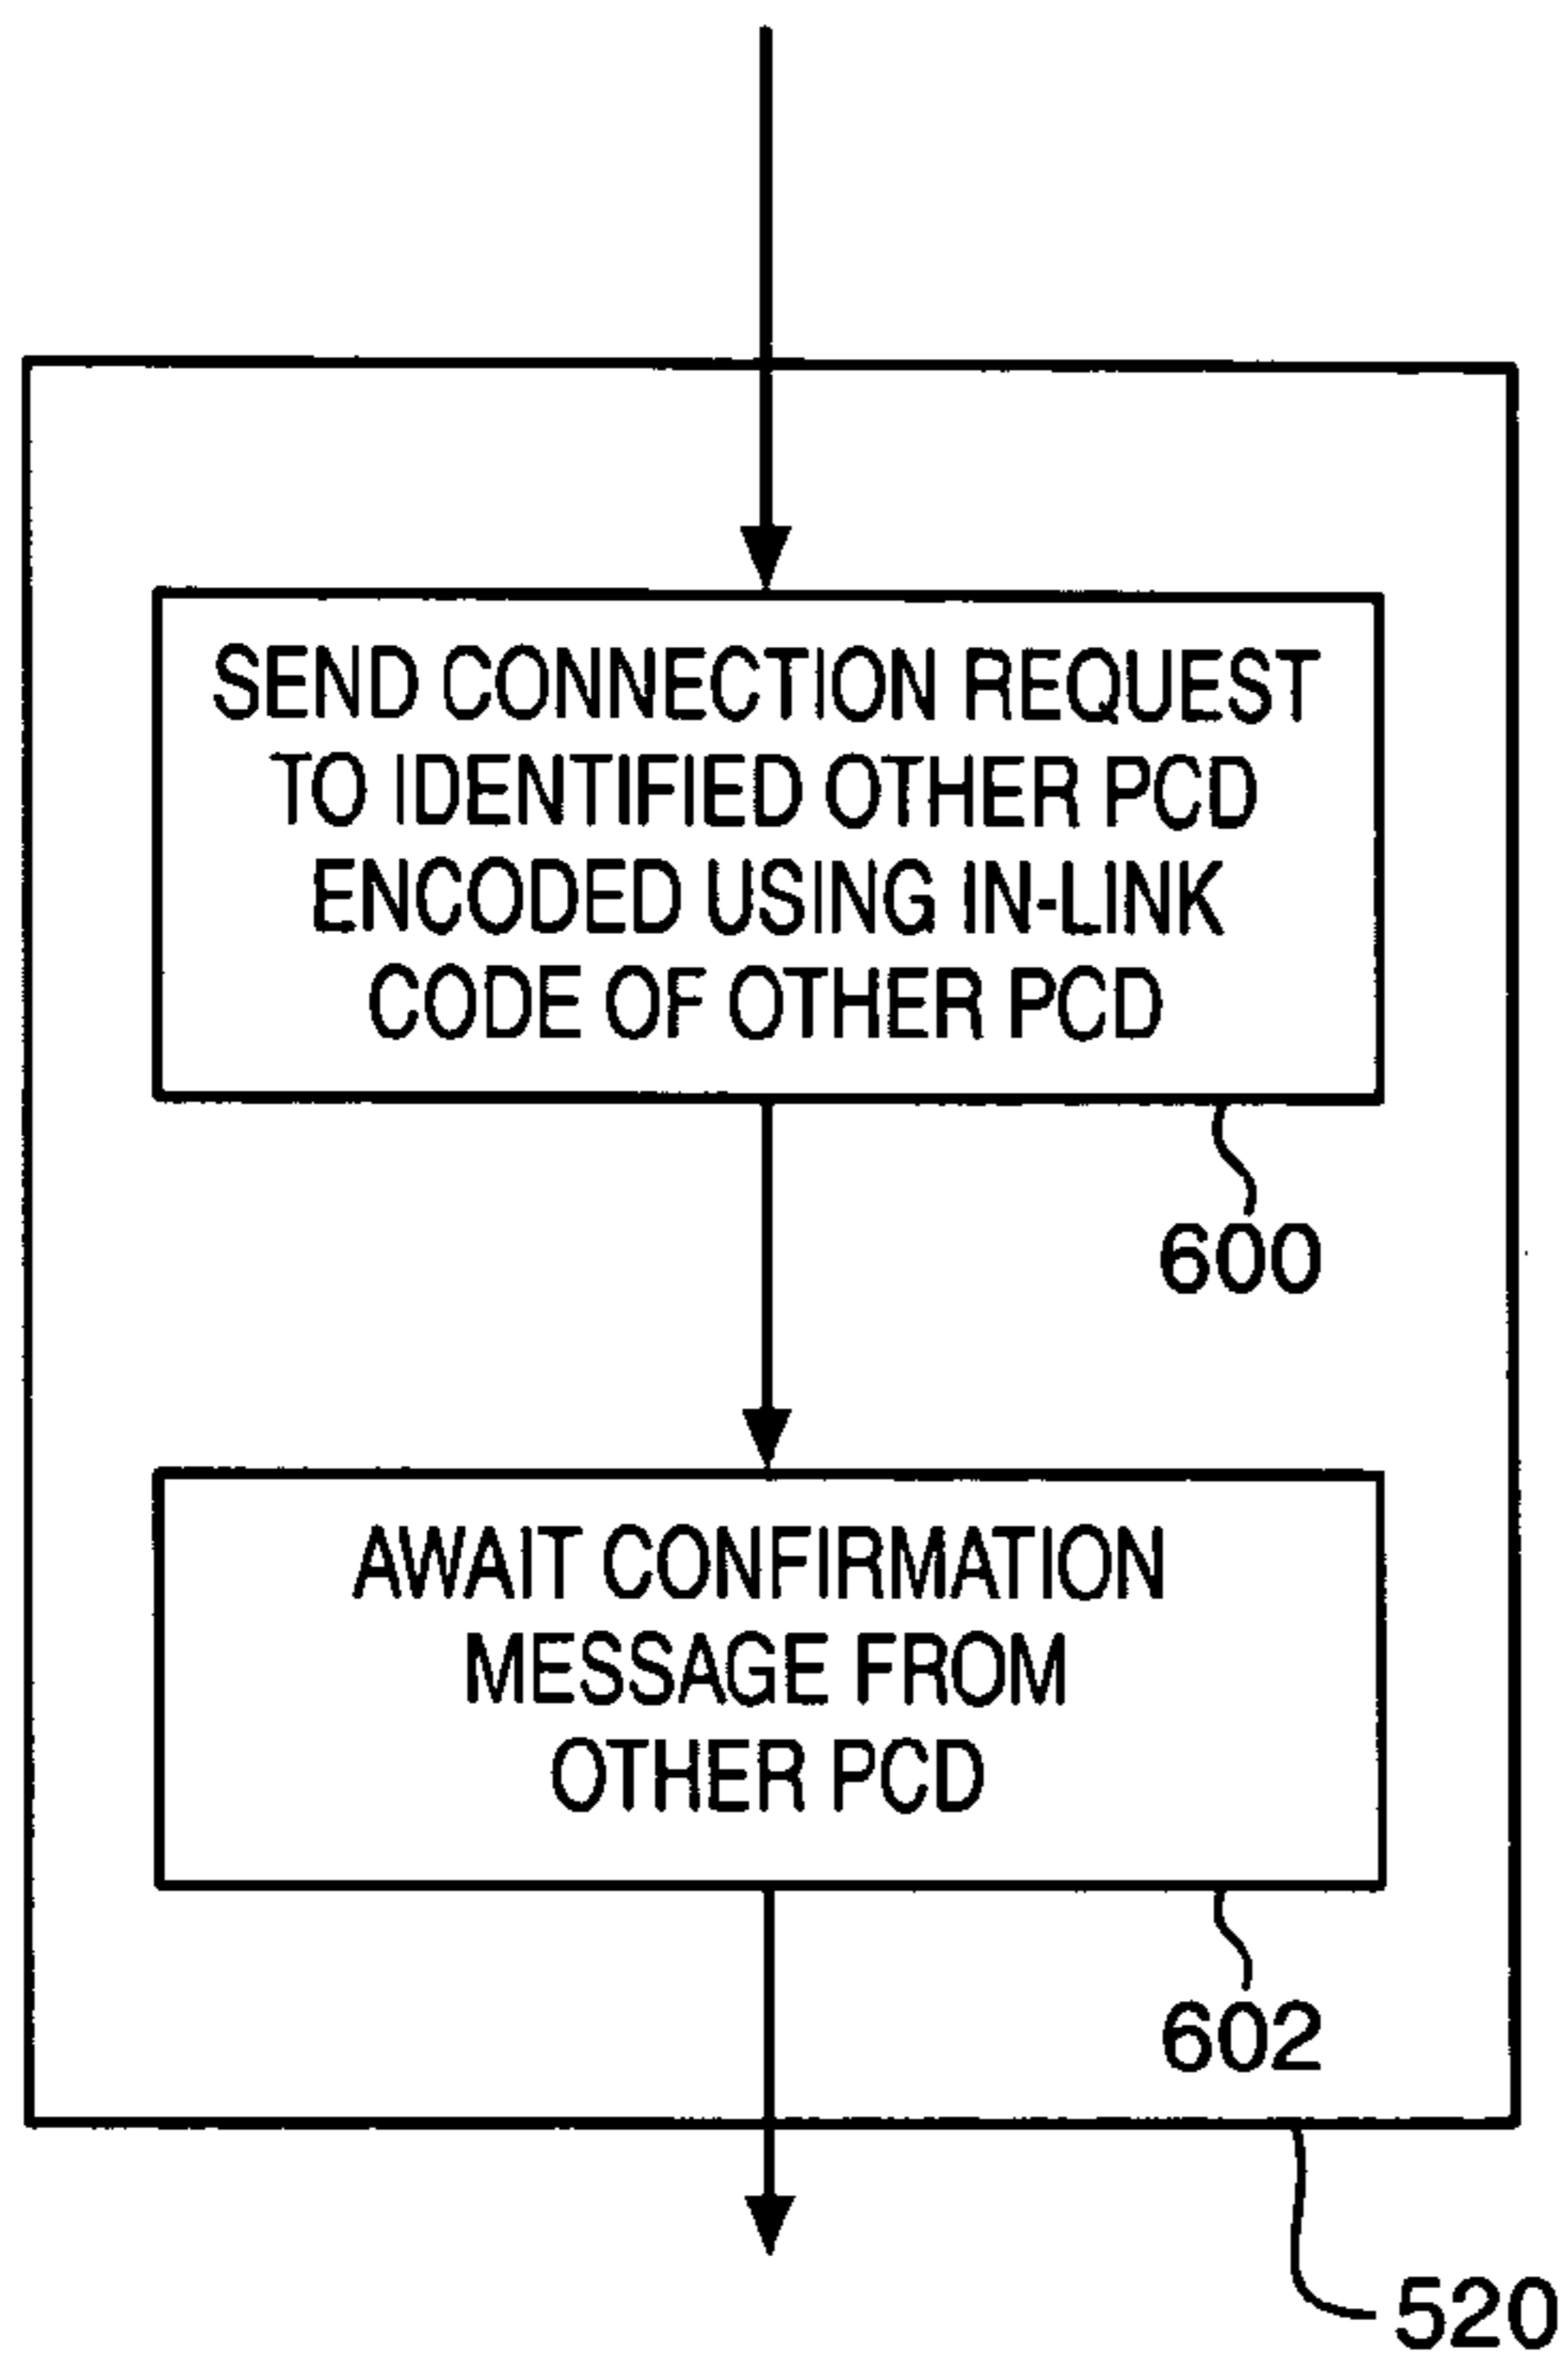 SEND CONNECTION REQUEST
TO IDENTIFIED OTHER PCD
ENCODED USING IN-LINK
CODE OF OTHER PCD
600
AWAIT CONFIRMATION
MESSAGE FROM
OTHER PCD
602
520